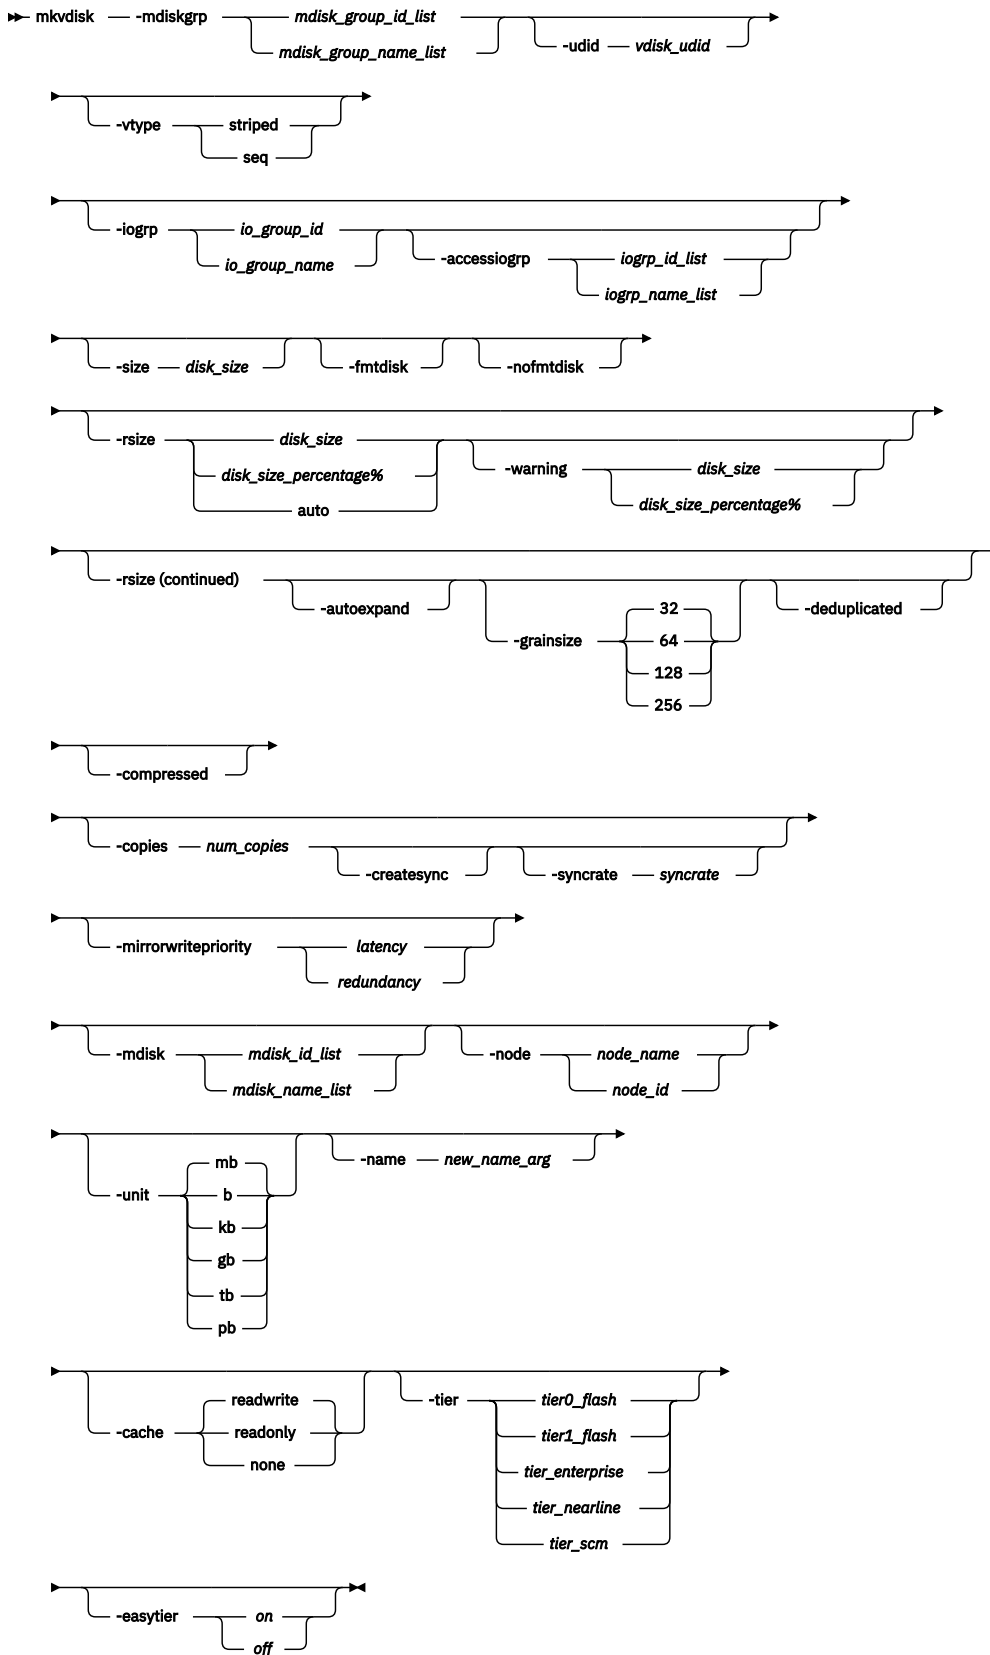 mkvdisk -mdiskgrp mdisk_group_id_list
mdisk_group_name_list -udid vdisk_udid
-vtype striped
seq
-iogrp io_group_id
io_group_name -accessiogrp iogrp_id_list
iogrp_name_list
-size disk_size -fmtdisk -nofmtdisk
-rsize disk_size
disk_size_percentage%
auto
-warning disk_size
disk_size_percentage%
-rsize (continued)
-autoexpand
-grainsize 32
64
128
256
-deduplicated
-compressed
-copies num_copies
-createsync -syncrate syncrate
-mirrorwritepriority latency
redundancy
-mdisk mdisk_id_list
mdisk_name_list
-node node_name
node_id
-unit mb
b
kb
gb
tb
pb
-name new_name_arg
-cache readwrite
readonly
none
-tier tier0_flash
tier1_flash
tier_enterprise
tier_nearline
tier_scm
-easytier on
off